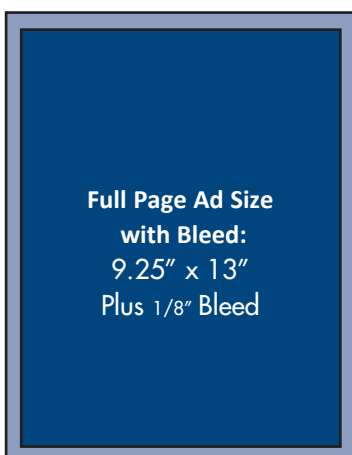 Full Page Ad Size
with Bleed:
9.25″ x 13″
Plus 1/8″ Bleed